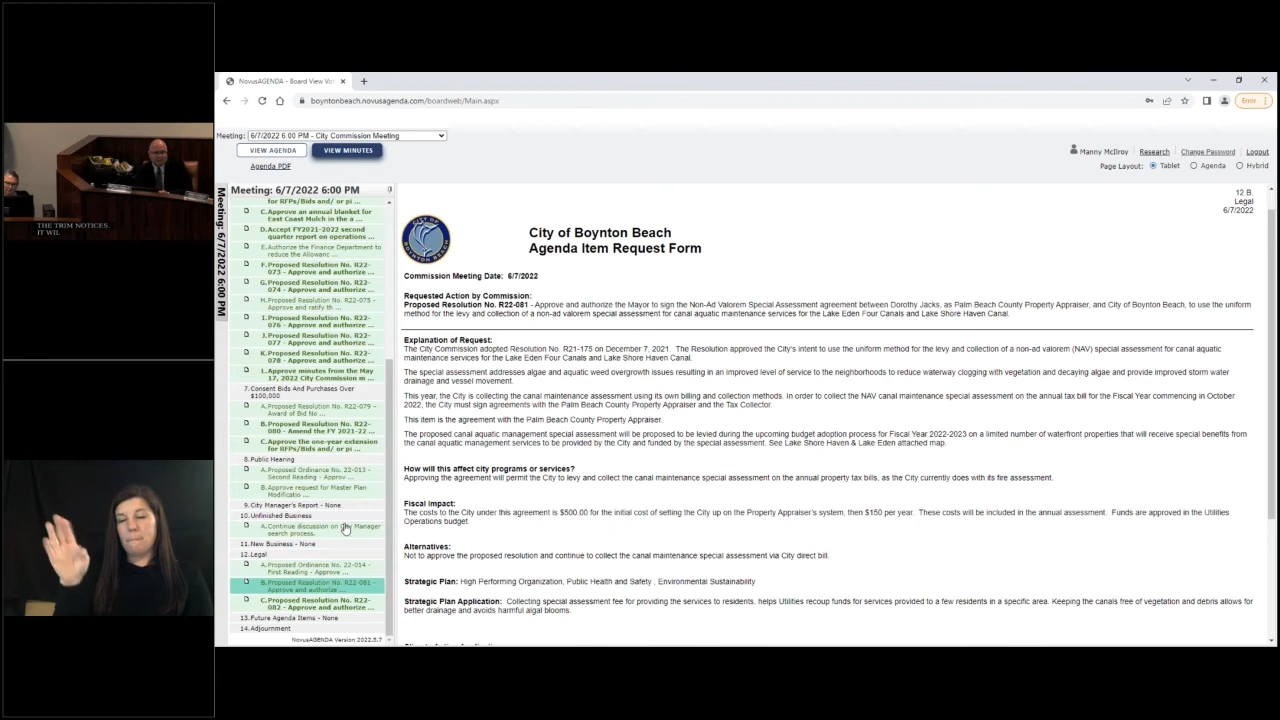 THE TRIM NOTICES.
IT WIL
NovusAGENDA - Board View Vo
boyntonbeach.novusagenda.com/boardweb/Main.aspx
Error
Meeting: 6/7/2022 6:00 PM - City Commission Meeting
VIEW AGENDA
VIEW MINUTES
Agenda PDF
Manny McIlroy
Research
Change Password
Logout
Page Layout: Tablet Agenda Hybrid
Meeting: 6/7/2022 6:00 PM
Meeting: 6/7/2022 6:00 PM
for RFPs/Bids and/ or pi ...
C.Approve an annual blanket for
East Coast Mulch in the a ...
D.Accept FY2021-2022 second
quarter report on operations ...
E.Authorize the Finance Department to
reduce the Allowanc ...
F.Proposed Resolution No. R22-
073 - Approve and authorize ...
G.Proposed Resolution No. R22-
074 - Approve and authorize ...
H.Proposed Resolution No. R22-075 -
Approve and ratify th ...
I.Proposed Resolution No. R22-
076 - Approve and authorize ...
J.Proposed Resolution No. R22-
077 - Approve and authorize ...
K.Proposed Resolution No. R22-
078 - Approve and authorize ...
L.Approve minutes from the May
17, 2022 City Commission m ...
7.Consent Bids And Purchases Over
$100,000
A.Proposed Resolution No. R22-079 -
Award of Bid No ...
B.Proposed Resolution No. R22-
080 - Amend the FY 2021-22 ...
C.Approve the one-year extension
for RFPs/Bids and/ or pi ...
8.Public Hearing
A.Proposed Ordinance No. 22-013 -
Second Reading - Approv ...
B.Approve request for Master Plan
Modificatio ...
9.City Manager's Report - None
10.Unfinished Business
A.Continue discussion on City Manager
search process.
11.New Business - None
12.Legal
A.Proposed Ordinance No. 22-014 -
First Reading - Approve ...
B.Proposed Resolution No. R22-081 -
Approve and authorize ...
C.Proposed Resolution No. R22-
082 - Approve and authorize ...
13.Future Agenda Items - None
14.Adjournment
NovusAGENDA Version 2022.5.7
12.B.
Legal
6/7/2022
CITY OF
BOYNTON BEACH
City of Boynton Beach
Agenda Item Request Form
Commission Meeting Date: 6/7/2022
Requested Action by Commission:
Proposed Resolution No. R22-081 - Approve and authorize the Mayor to sign the Non-Ad Valorem Special Assessment agreement between Dorothy Jacks, as Palm Beach County Property Appraiser, and City of Boynton Beach, to use the uniform
method for the levy and collection of a non-ad valorem special assessment for canal aquatic maintenance services for the Lake Eden Four Canals and Lake Shore Haven Canal.
Explanation of Request:
The City Commission adopted Resolution No. R21-175 on December 7, 2021. The Resolution approved the City's intent to use the uniform method for the levy and collection of a non-ad valorem (NAV) special assessment for canal aquatic
maintenance services for the Lake Eden Four Canals and Lake Shore Haven Canal.
The special assessment addresses algae and aquatic weed overgrowth issues resulting in an improved level of service to the neighborhoods to reduce waterway clogging with vegetation and decaying algae and provide improved storm water
drainage and vessel movement.
This year, the City is collecting the canal maintenance assessment using its own billing and collection methods. In order to collect the NAV canal maintenance special assessment on the annual tax bill for the Fiscal Year commencing in October
2022, the City must sign agreements with the Palm Beach County Property Appraiser and the Tax Collector.
This item is the agreement with the Palm Beach County Property Appraiser.
The proposed canal aquatic management special assessment will be proposed to be levied during the upcoming budget adoption process for Fiscal Year 2022-2023 on a limited number of waterfront properties that will receive special benefits from
the canal aquatic management services to be provided by the City and funded by the special assessment. See Lake Shore Haven & Lake Eden attached map.
How will this affect city programs or services?
Approving the agreement will permit the City to levy and collect the canal maintenance special assessment on the annual property tax bills, as the City currently does with its fire assessment.
Fiscal Impact:
The costs to the City under this agreement is $500.00 for the initial cost of setting the City up on the Property Appraiser's system, then $150 per year. These costs will be included in the annual assessment. Funds are approved in the Utilities
Operations budget.
Alternatives:
Not to approve the proposed resolution and continue to collect the canal maintenance special assessment via City direct bill.
Strategic Plan: High Performing Organization, Public Health and Safety , Environmental Sustainability
Strategic Plan Application: Collecting special assessment fee for providing the services to residents, helps Utilities recoup funds for services provided to a few residents in a specific area. Keeping the canals free of vegetation and debris allows for
better drainage and avoids harmful algal blooms.